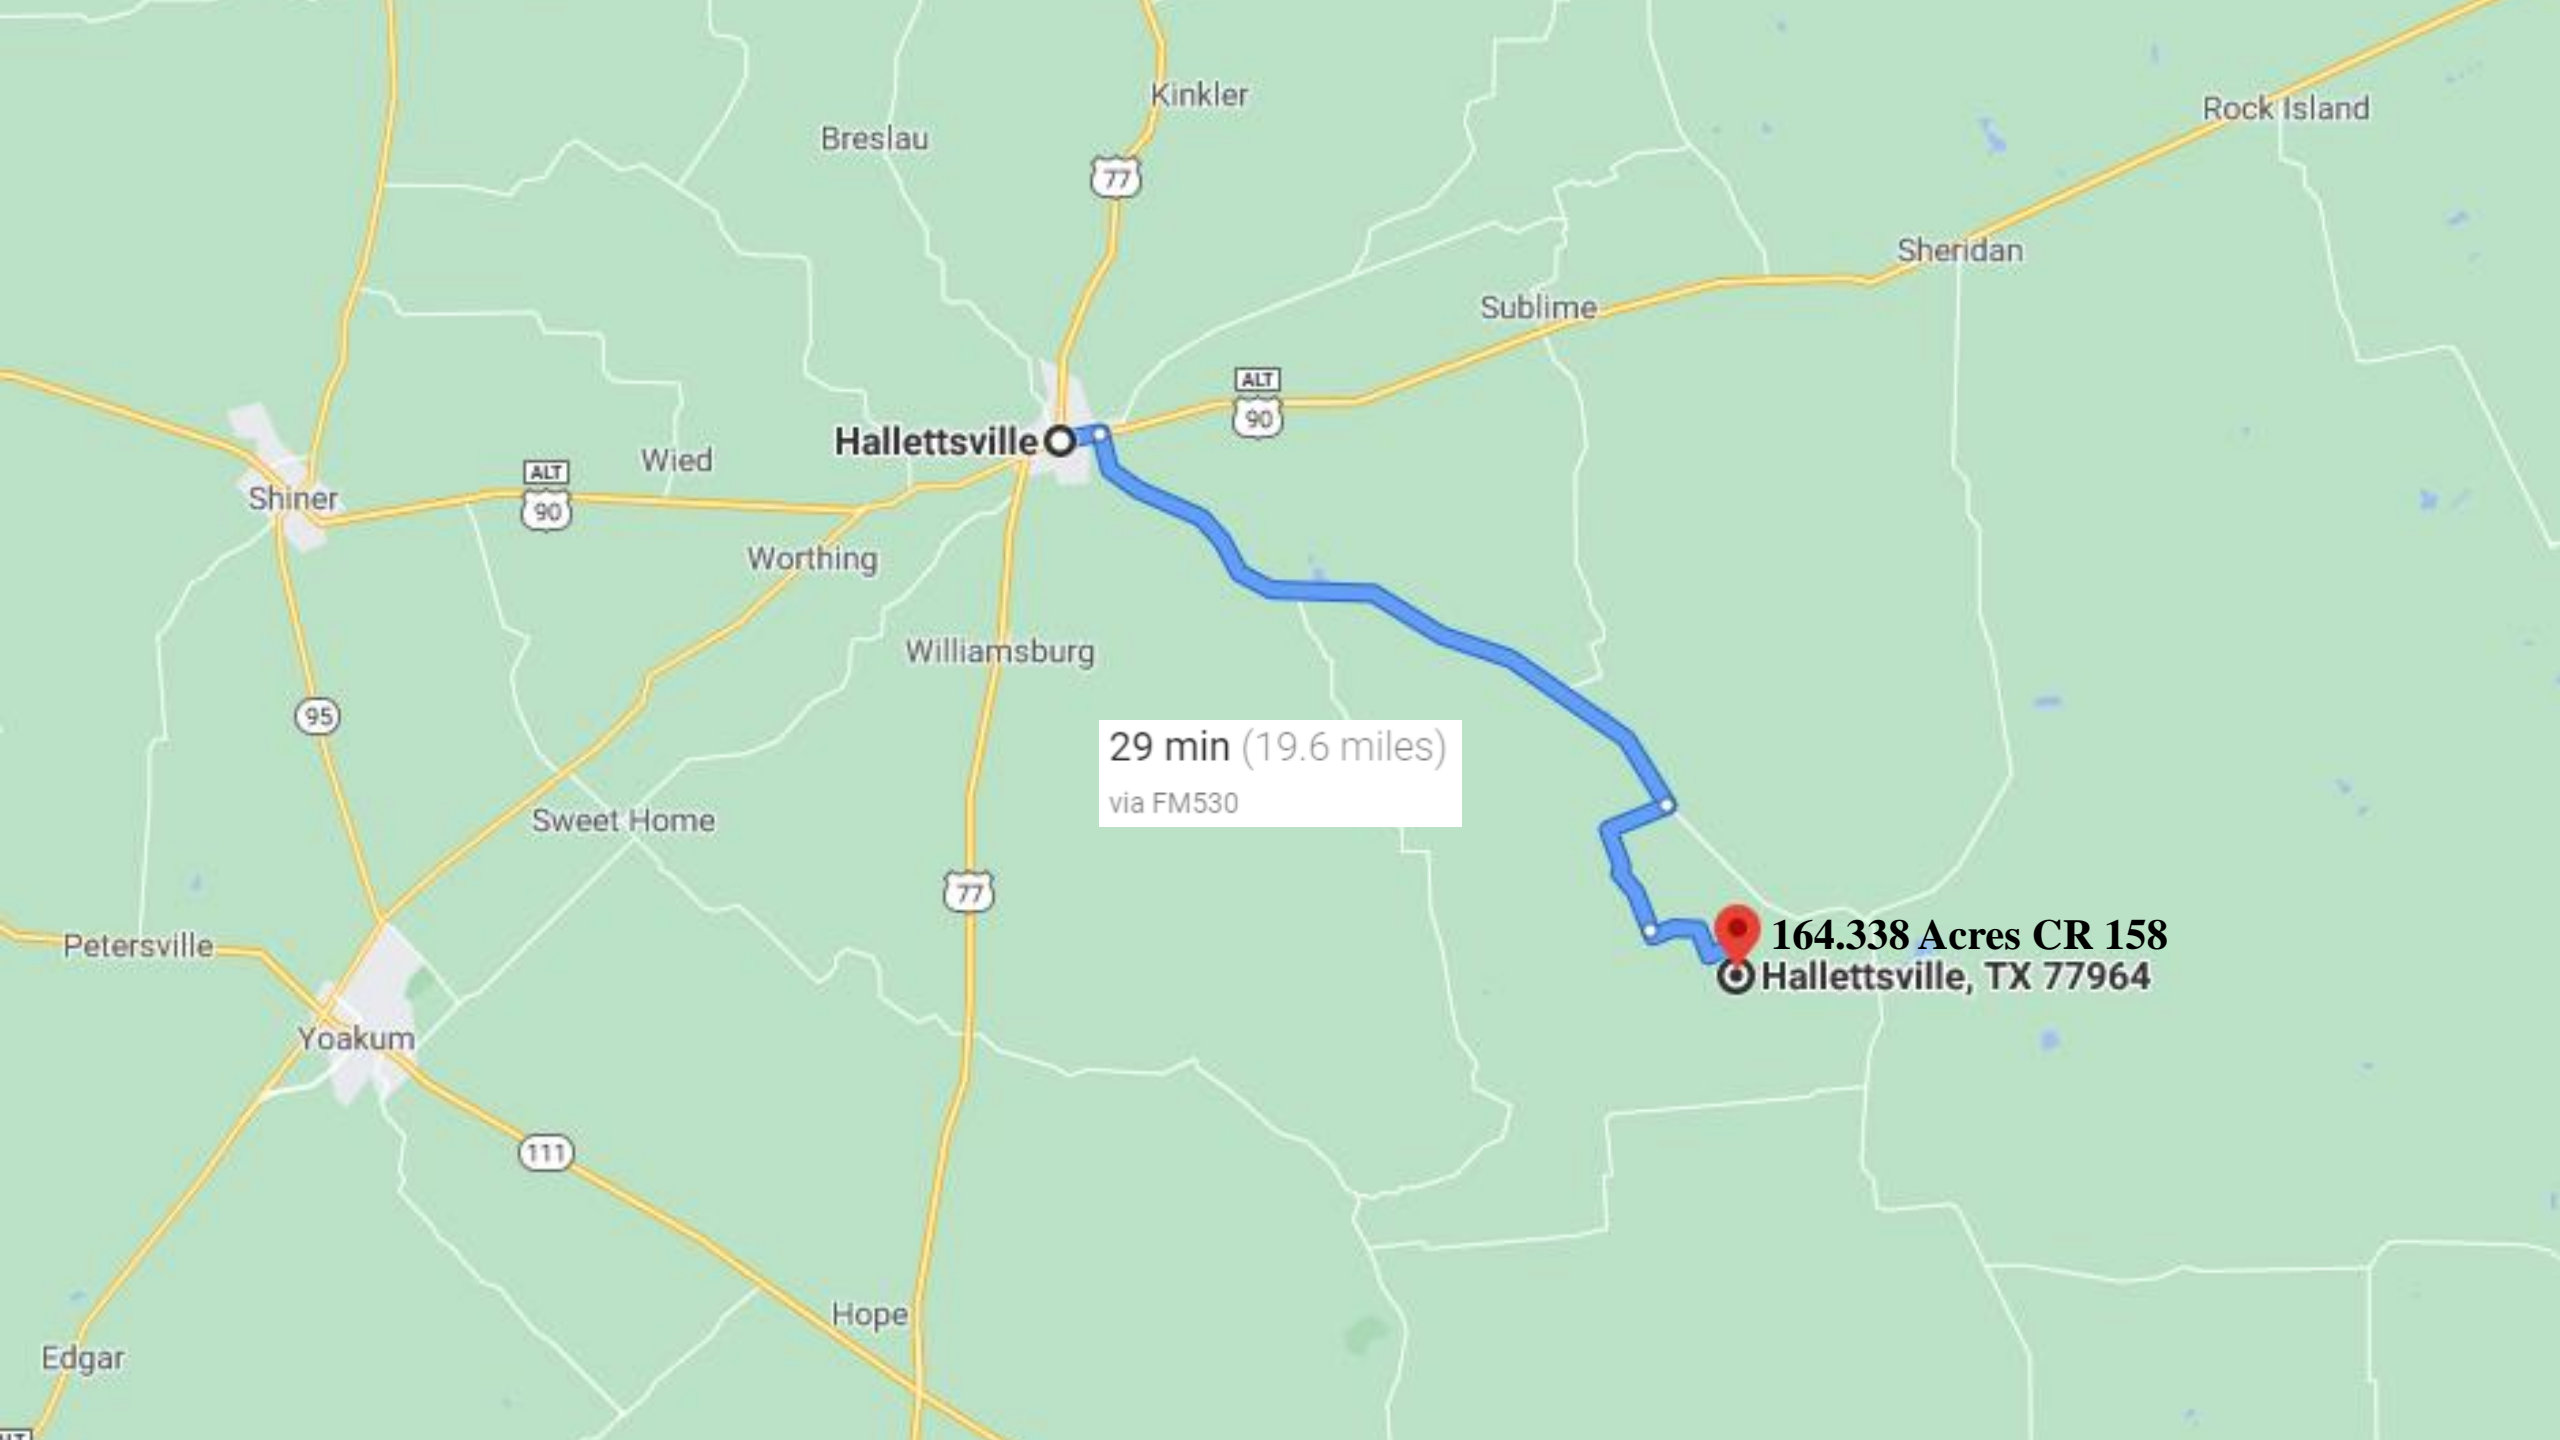 Kinkler
Rock Island
Breslau
77
Sheridan
Sublime
ALT
90
Hallettsville
Wied
ALT
90
Shiner
Worthing
Williamsburg
95
29 min (19.6 miles)
via FM530
Sweet Home
77
164.338 Acres CR 158
Petersville
Hallettsville, TX 77964
Yoakum
111
Hope
Edgar